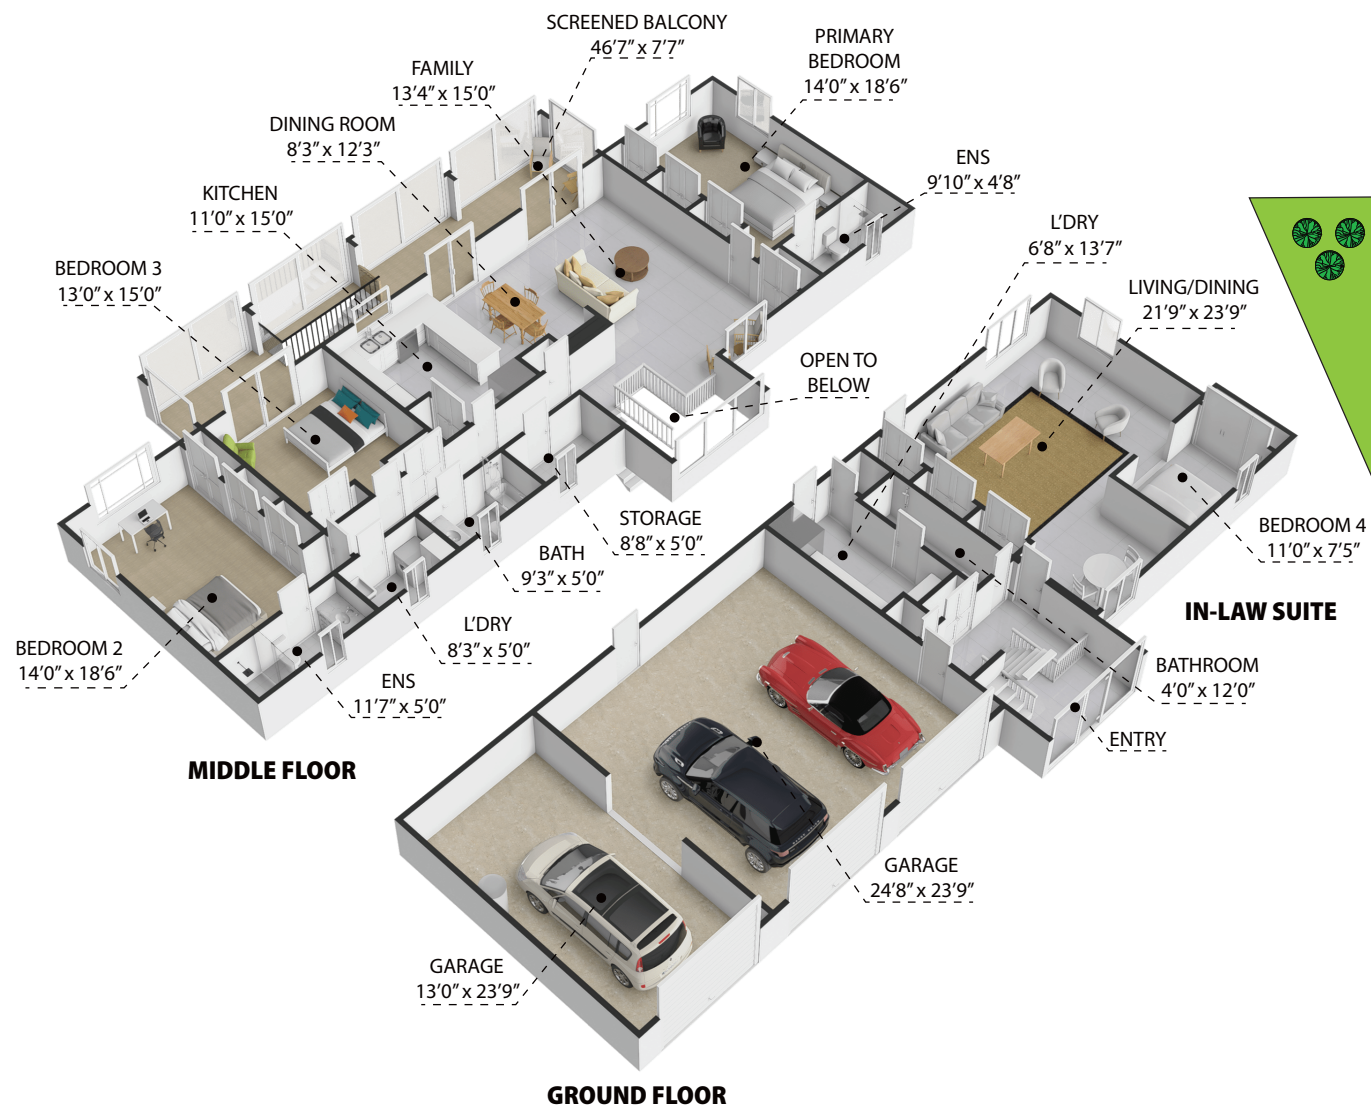 SCREENED BALCONY
46’7” x 7’7”
PRIMARY
BEDROOM
14’0” x 18’6”
FAMILY
13’4” x 15’0”
DINING ROOM
8’3” x 12’3”
ENS
9’10” x 4’8”
KITCHEN
11’0” x 15’0”
L’DRY
6’8” x 13’7”
BEDROOM 3
13’0” x 15’0”
LIVING/DINING
21’9” x 23’9”
OPEN TO
BELOW
STORAGE
8’8” x 5’0”
BEDROOM 4
11’0” x 7’5”
BATH
9’3” x 5’0”
IN-LAW SUITE
L’DRY
8’3” x 5’0”
BEDROOM 2
14’0” x 18’6”
BATHROOM
4’0” x 12’0”
ENS
11’7” x 5’0”
ENTRY
MIDDLE FLOOR
GARAGE
24’8” x 23’9”
GARAGE
13’0” x 23’9”
GROUND FLOOR